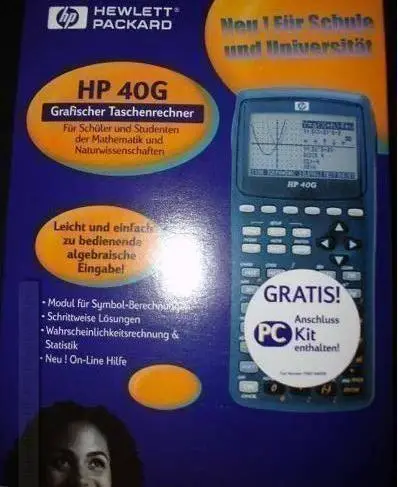 hp HEWLETT®
PACKARD
Neu ! Für Schule
und Universität
HP 40G
Grafischer Taschenrechner
Für Schüler und Studenten
der Mathematik und
Naturwissenschaften
hp
HP 40G
Leicht und einfach
zu bedienende
algebraische
Eingabe!
• Modul für Symbol-Berechnungen
• Schrittweise Lösungen
• Wahrscheinlichkeitsrechnung &
Statistik
• Neu ! On-Line Hilfe
GRATIS!
Anschluss
PC Kit
enthalten!